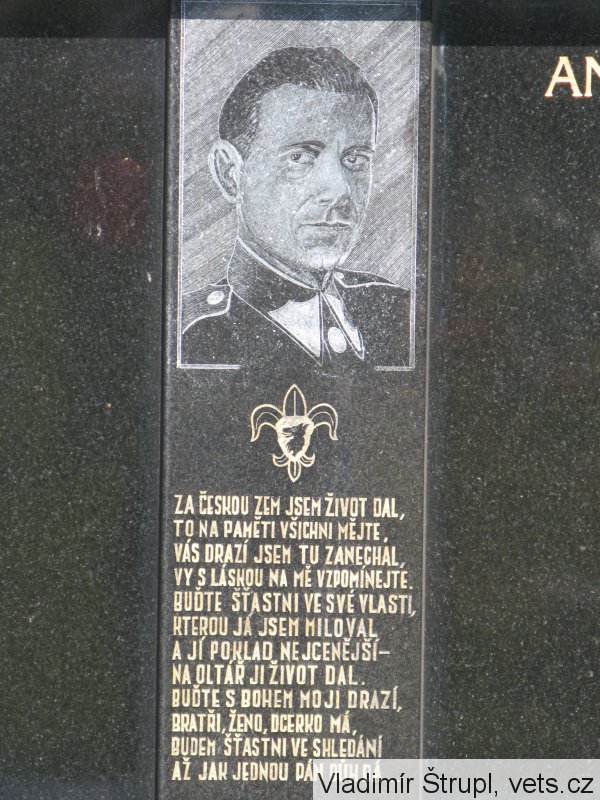 AN
ZA ČESKOU ZEM JSEM ŽIVOT DAL,
TO NA PAMĚTI VŠICHNI MĚJTE,
VÁS DRAZÍ JSEM TU ZANECHAL,
VY S LÁSKOU NA MĚ VZPOMÍNEJTE.
BUĎTE ŠŤASTNI VE SVÉ VLASTI,
KTEROU JÁ JSEM MILOVAL
A JÍ POKLAD NEJCENĚJŠÍ—
NA OLTÁŘ JI ŽIVOT DAL.
BUĎTE S BOHEM MOJI DRAZÍ,
BRATŘI, ŽENO, DCERKO MÁ,
BUDEM ŠŤASTNI VE SHLEDÁNÍ
AŽ JAK JEDNOU PÁN
Vladimír Štrupl, vets.cz